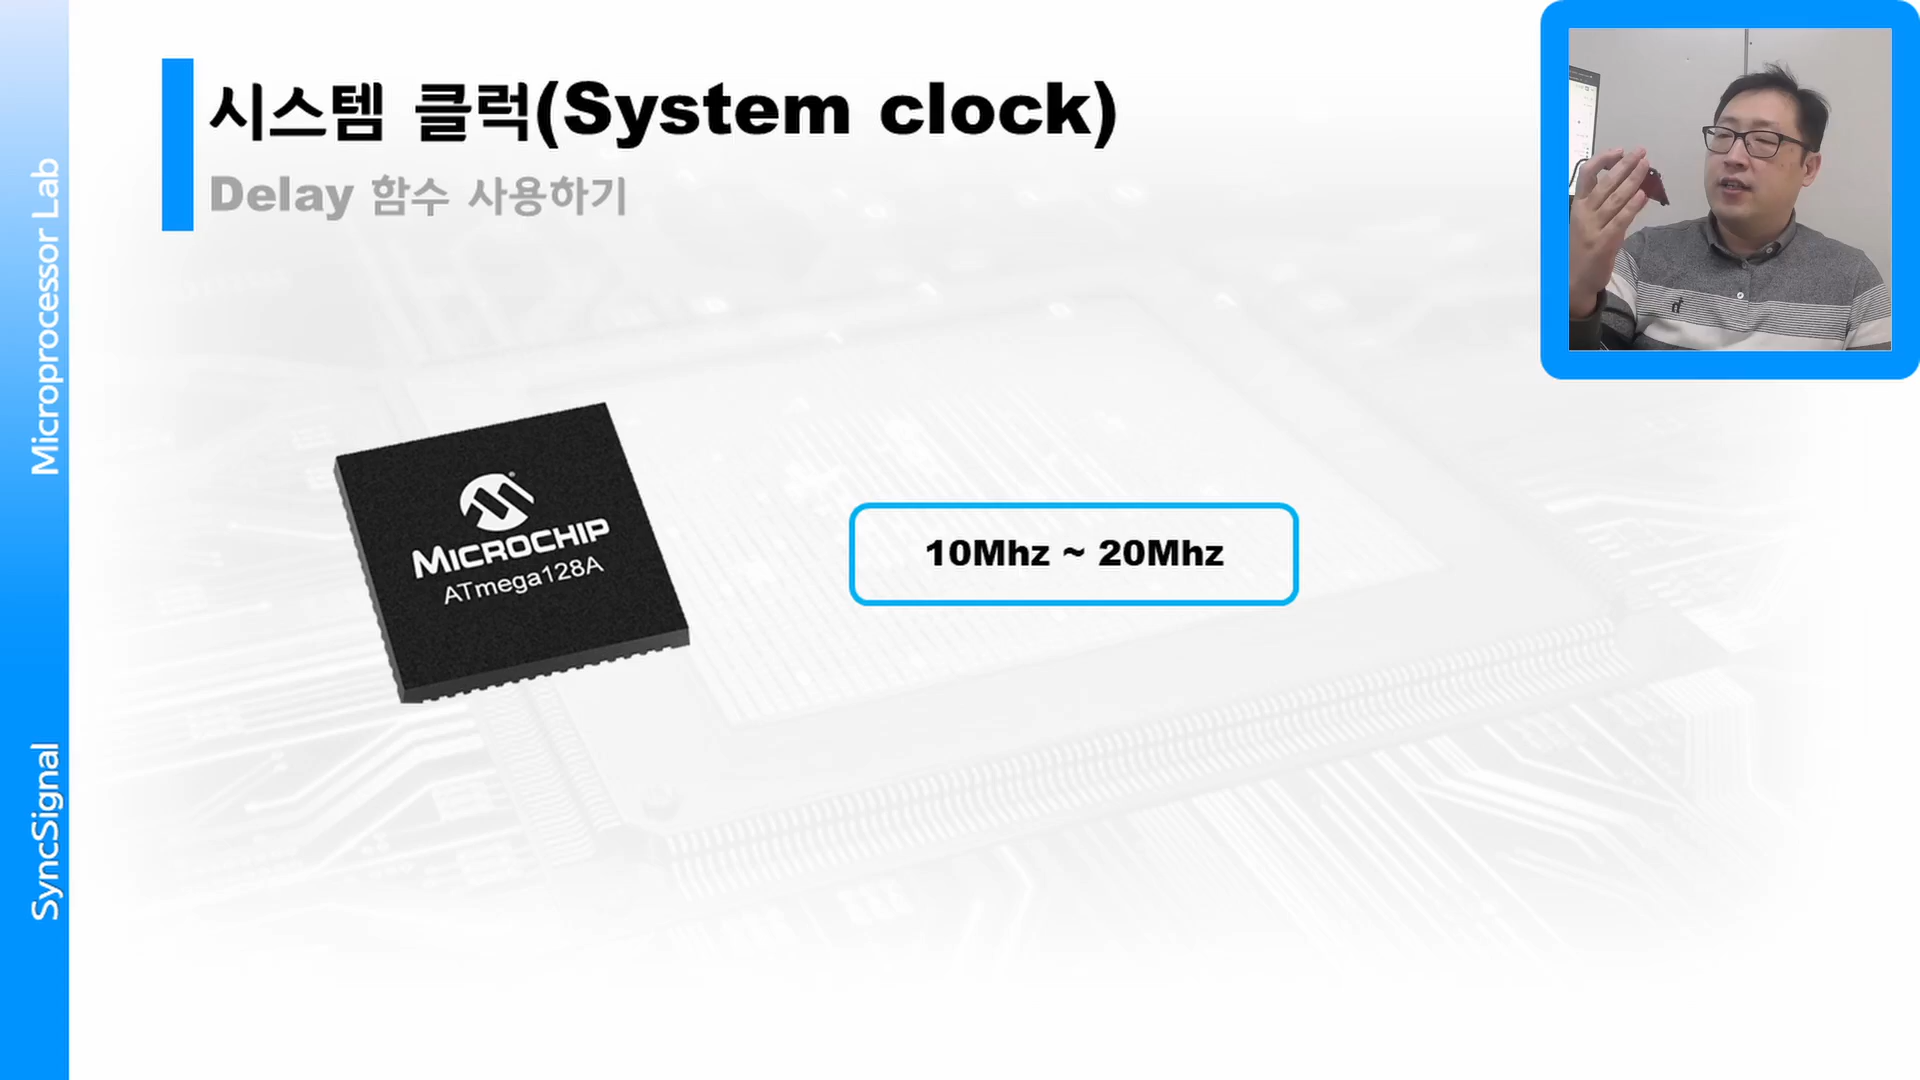 시스템 클럭(System clock)
Delay 함수 사용하기
Microprocessor Lab
SyncSignal
MICROCHIP
ATmega128A
10Mhz ~ 20Mhz